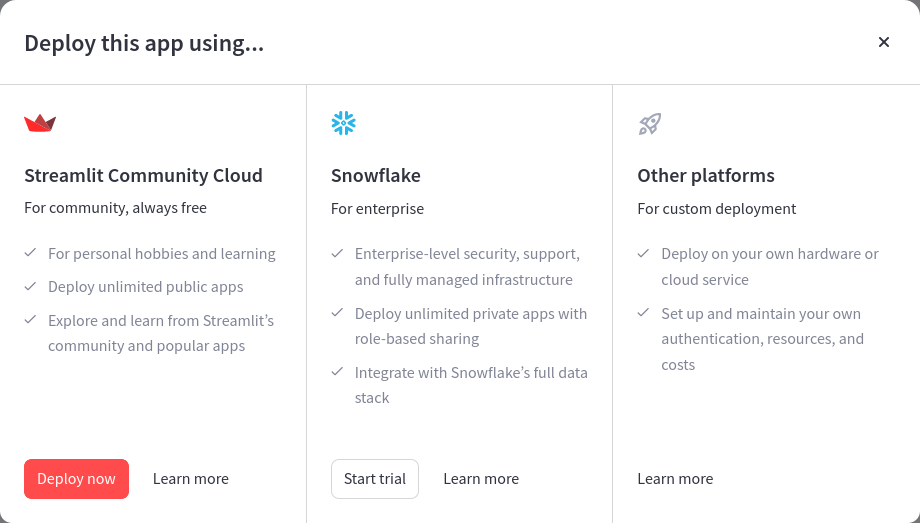 Deploy this app using...
Streamlit Community Cloud
For community, always free
For personal hobbies and learning
Deploy unlimited public apps
Explore and learn from Streamlit’s
community and popular apps
Deploy now
Learn more
Snowflake
For enterprise
Enterprise-level security, support,
and fully managed infrastructure
Deploy unlimited private apps with
role-based sharing
Integrate with Snowflake’s full data
stack
Start trial
Learn more
Other platforms
For custom deployment
Deploy on your own hardware or
cloud service
Set up and maintain your own
authentication, resources, and
costs
Learn more